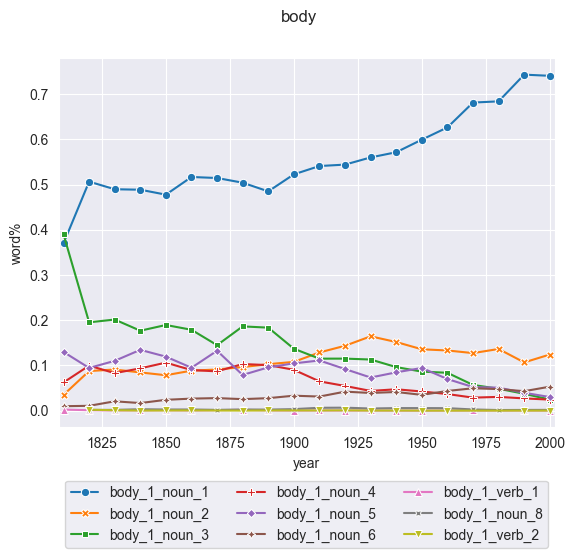 body
0.7
0.6
0.5
0.4
0.3
0.2
0.1
0.0
word%
1825 1850 1875 1900 1925 1950 1975 2000
year
body_1_noun_1 body_1_noun_4 body_1_verb_1
body_1_noun_2 body_1_noun_5 body_1_noun_8
body_1_noun_3 body_1_noun_6 body_1_verb_2